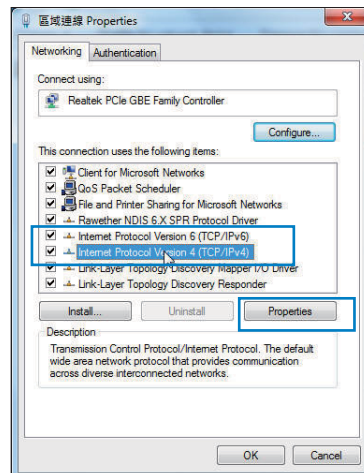 區域連線 Properties
Networking Authentication
Connect using:
Realtek PCIe GBE Family Controller
Configure...
This connection uses the following items:
Client for Microsoft Networks
QoS Packet Scheduler
File and Printer Sharing for Microsoft Networks
Rawether NDIS 6.X SPR Protocol Driver
Internet Protocol Version 6 (TCP/IPv6)
Internet Protocol Version 4 (TCP/IPv4)
Link-Layer Topology Discovery Mapper I/O Driver
Link-Layer Topology Discovery Responder
Install... Uninstall Properties
Description
Transmission Control Protocol/Internet Protocol. The default
wide area network protocol that provides communication
across diverse interconnected networks.
OK Cancel